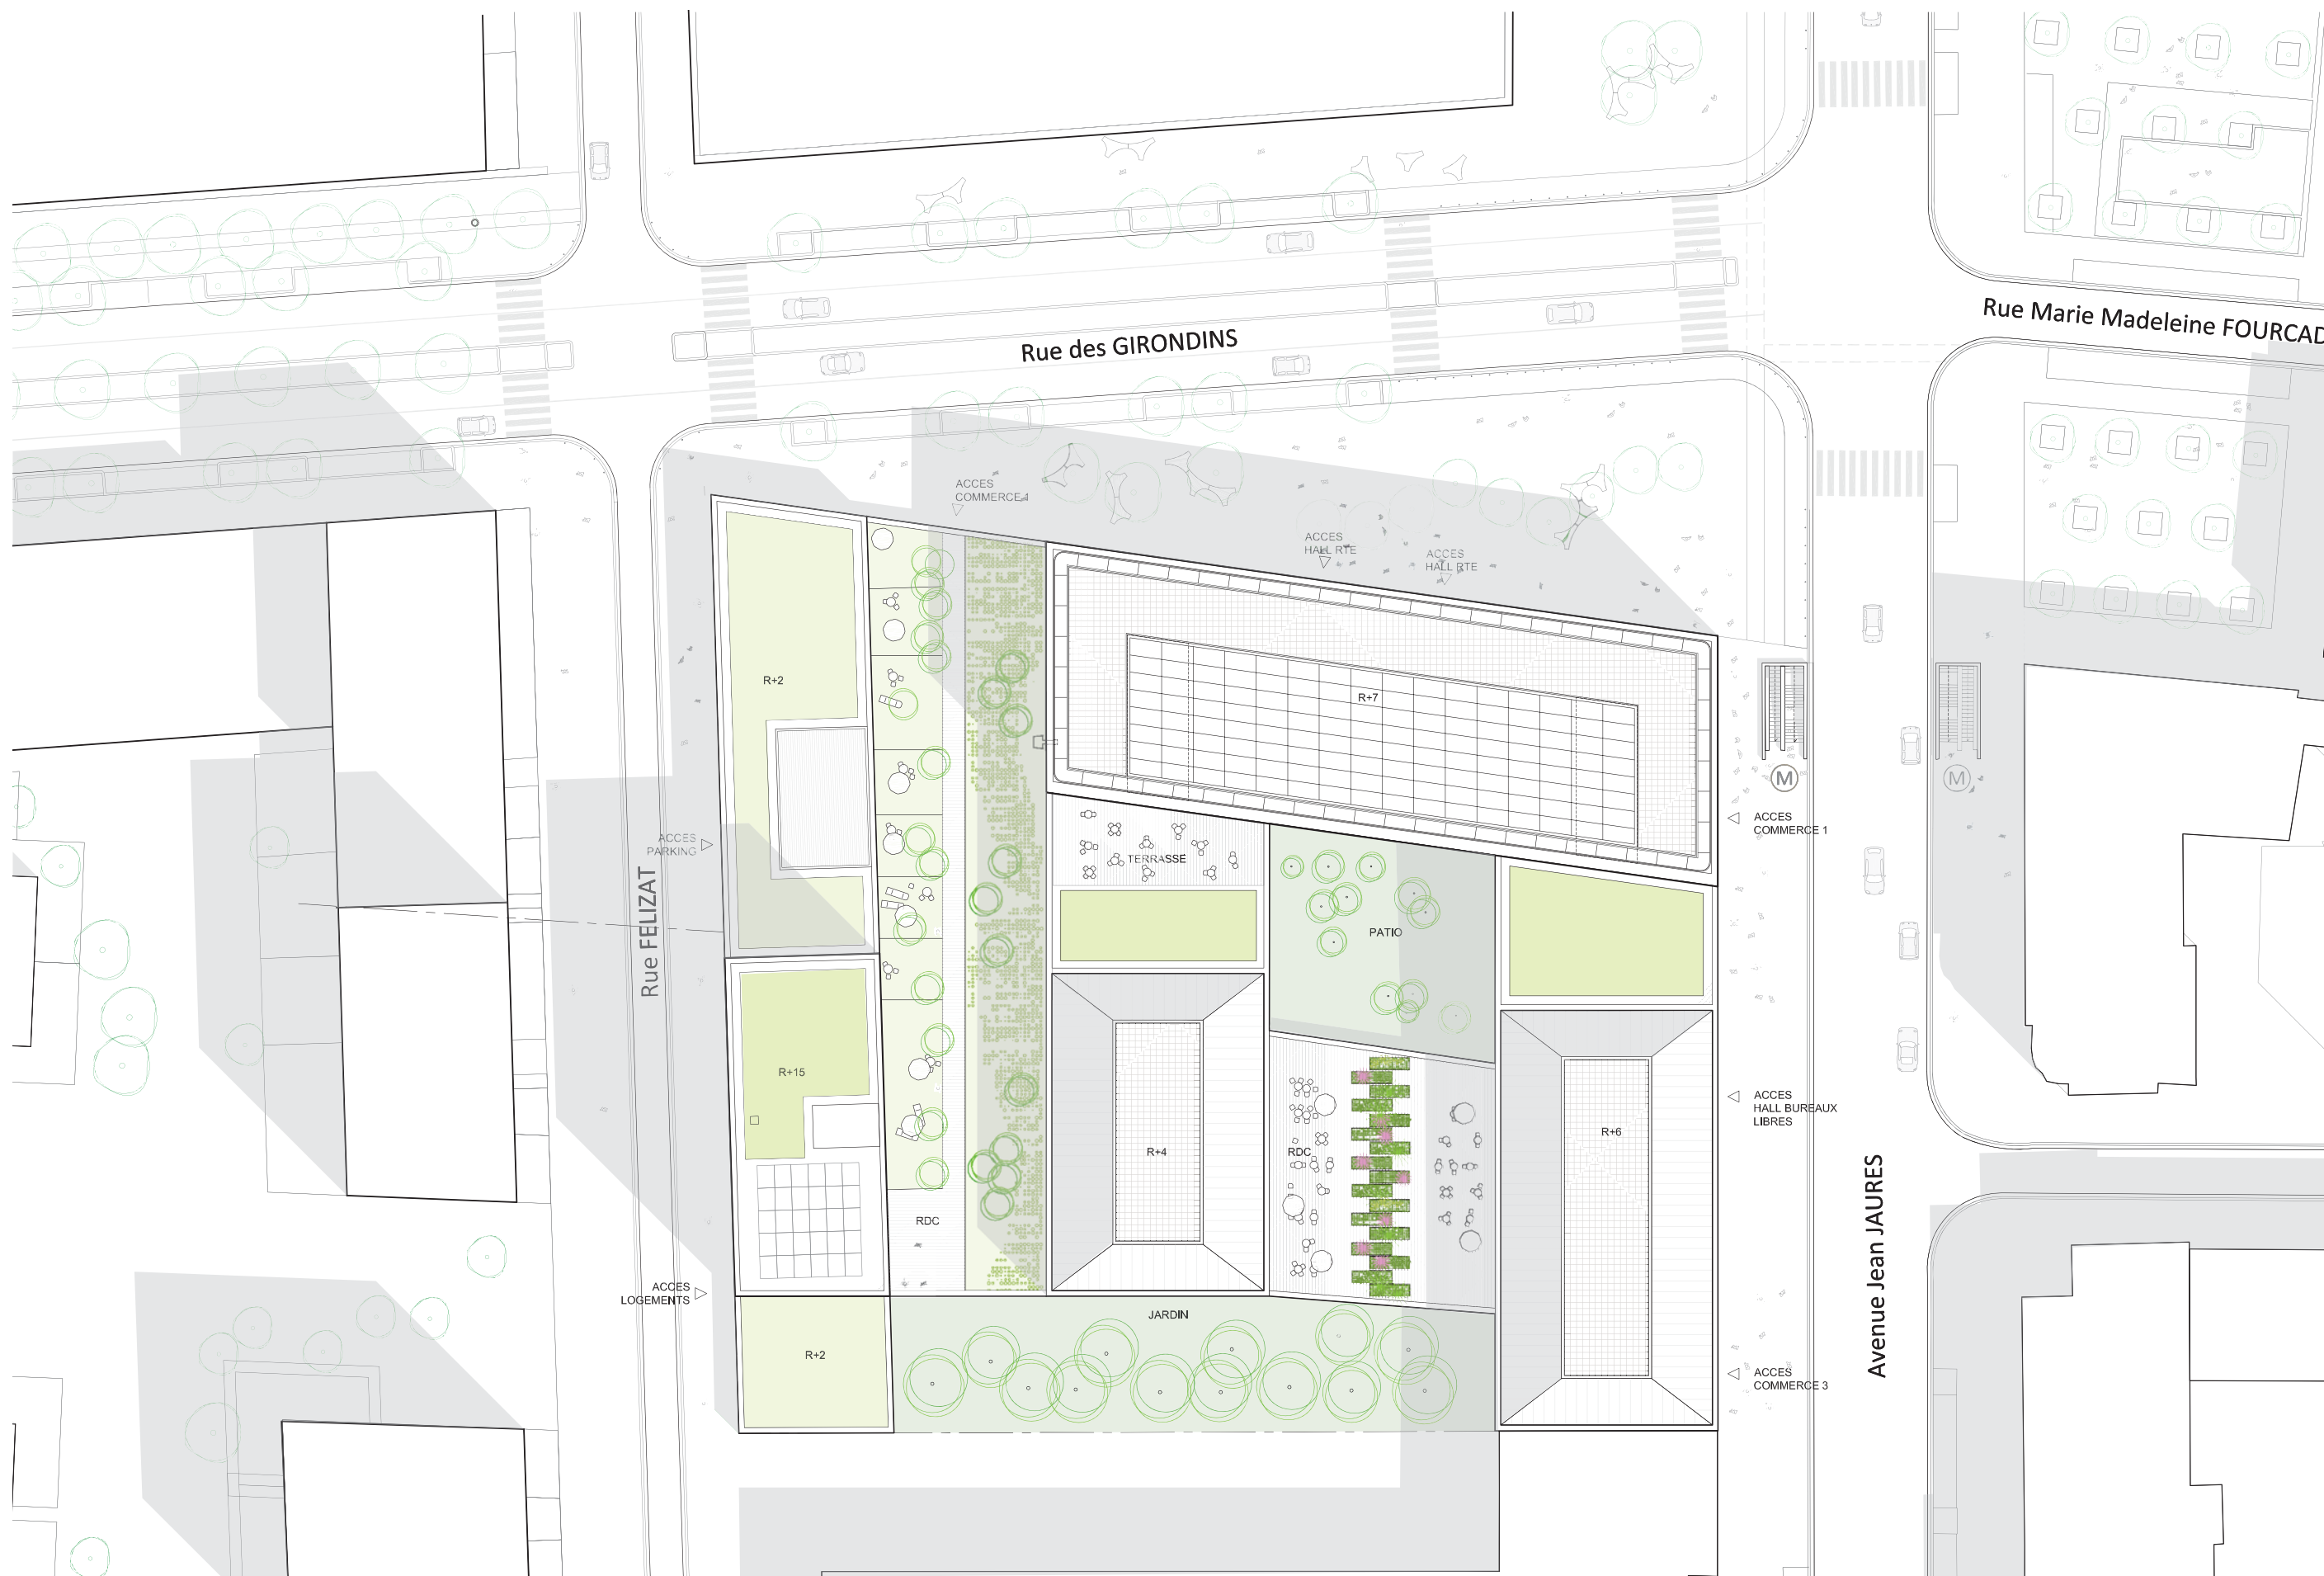 Rue des GIRONDINS
Rue Marie Madeleine FOURCAD
ACCES
COMMERCE 1
ACCES
HALL RTE
ACCES
HALL RTE
R+2
R+7
M
M
ACCES
COMMERCE 1
ACCES
PARKING
TERRASSE
Rue FELIZAT
PATIO
R+15
ACCES
HALL BUREAUX
LIBRES
R+4
RDC
R+6
RDC
Avenue Jean JAURES
ACCES
LOGEMENTS
JARDIN
R+2
ACCES
COMMERCE 3